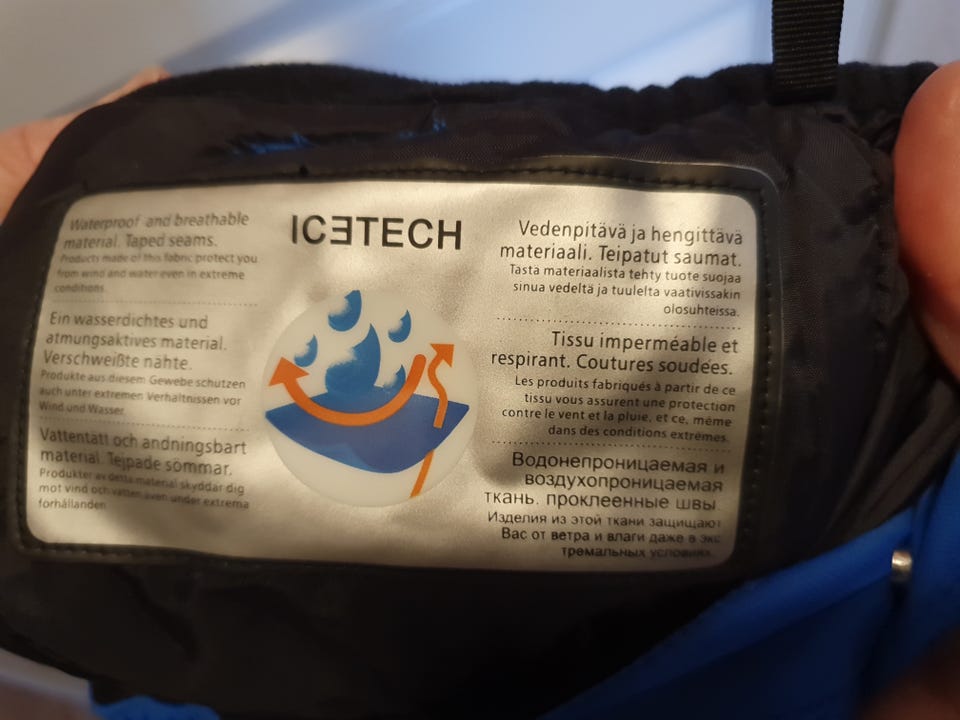 Waterproof and breathable
material. Taped seams.
Products made of this fabric protect you
from wind and water even in extreme
conditions.
Ein wasserdichtes und
atmungsaktives material.
Verschweißte nahte.
Produkte aus diesem Gewebe schutzen
auch unter extremen Verhaltnissen vor
Wind und Wasser.
Vattentätt och andningsbart
material. Tejpade sömmar.
Produkter av detta material skyddar dig
mot vind och vatten även under extrema
förhållanden.
ICƎTECH
Vedenpitävä ja hengittävä
materiaali. Teipatut saumat.
Tästä materiaalista tehty tuote suojaa
sinua vedeltä ja tuulelta vaativissakin
olosuhteissa.
Tissu imperméable et
respirant. Coutures soudées.
Les produits fabriqués à partir de ce
tissu vous assurent une protection
contre le vent et la pluie, et ce, même
dans des conditions extrêmes.
Водонепроницаемая и
воздухопроницаемая
ткань. проклеенные швы.
Изделия из этой ткани защищают
Вас от ветра и влаги даже в экс
тремальных условиях.